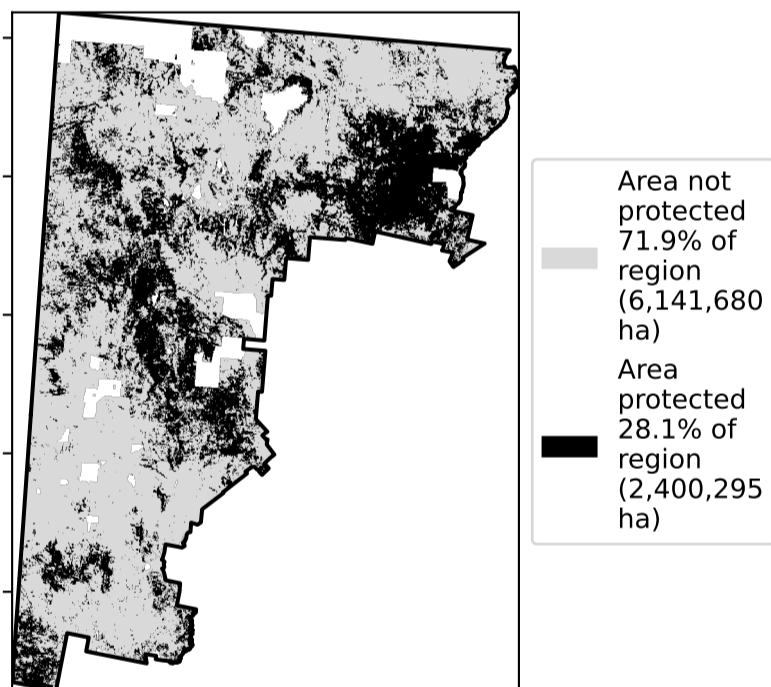 Area not
protected
71.9% of
region
(6,141,680
ha)
Area
protected
28.1% of
region
(2,400,295
ha)